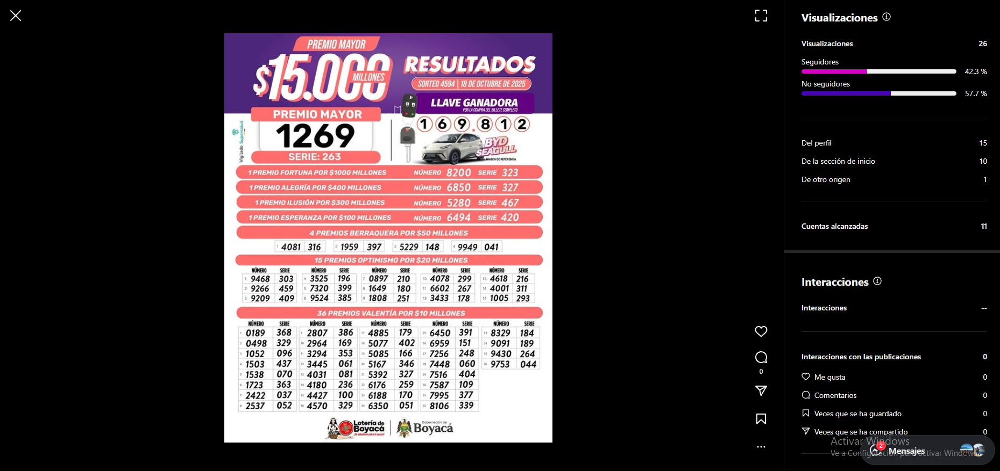 PREMIO MAYOR
$15.000
MILLONES
RESULTADOS
SORTEO 4594 | 18 DE OCTUBRE DE 2025
LLAVE GANADORA
POR LA COMPRA DEL BILLETE COMPLETO
PREMIO MAYOR
1269
SERIE: 263
169.812
BYD
SEAGULL
IMAGEN DE REFERENCIA
Vigilado Supersalud
1 PREMIO FORTUNA POR $1000 MILLONES NÚMERO 8200 SERIE 323
1 PREMIO ALEGRÍA POR $400 MILLONES NÚMERO 6850 SERIE 327
1 PREMIO ILUSIÓN POR $300 MILLONES NÚMERO 5280 SERIE 467
1 PREMIO ESPERANZA POR $100 MILLONES NÚMERO 6494 SERIE 420
4 PREMIOS BERRAQUERA POR $50 MILLONES
1 4081 316 2 1959 397 3 5229 148 4 9949 041
15 PREMIOS OPTIMISMO POR $20 MILLONES
NÚMERO SERIE NÚMERO SERIE NÚMERO SERIE NÚMERO SERIE NÚMERO SERIE
1 9468 303 4 3525 196 7 0897 210 10 4078 299 13 4618 216
2 9266 459 5 7320 399 8 1649 180 11 6602 267 14 4001 311
3 9209 409 6 9524 385 9 1808 251 12 3433 178 15 1005 293
36 PREMIOS VALENTÍA POR $10 MILLONES
NÚMERO SERIE NÚMERO SERIE NÚMERO SERIE NÚMERO SERIE NÚMERO SERIE
1 0189 368 9 2807 386 17 4885 179 25 6450 391 33 8329 184
2 0498 329 10 2964 169 18 5077 402 26 6959 151 34 9091 189
3 1052 096 11 3294 353 19 5085 166 27 7256 248 35 9430 264
4 1503 437 12 3445 061 20 5167 346 28 7448 060 36 9753 044
5 1538 070 13 4031 081 21 5392 327 29 7516 404
6 1723 363 14 4180 236 22 6176 259 30 7587 109
7 2422 037 15 4427 100 23 6188 170 31 7995 377
8 2537 052 16 4570 329 24 6350 051 32 8106 339
Lotería de
Boyacá
Gobernación de
Boyacá
0
Visualizaciones
Visualizaciones 26
Seguidores
42.3 %
No seguidores
57.7 %
Del perfil 15
De la sección de inicio 10
De otro origen 1
Cuentas alcanzadas 11
Interacciones
Interacciones --
Interacciones con las publicaciones 0
Me gusta 0
Comentarios 0
Veces que se ha guardado 0
Veces que se ha compartido 0
Activar Windows
Ve a Configuración para activar Windows.
2
Mensajes